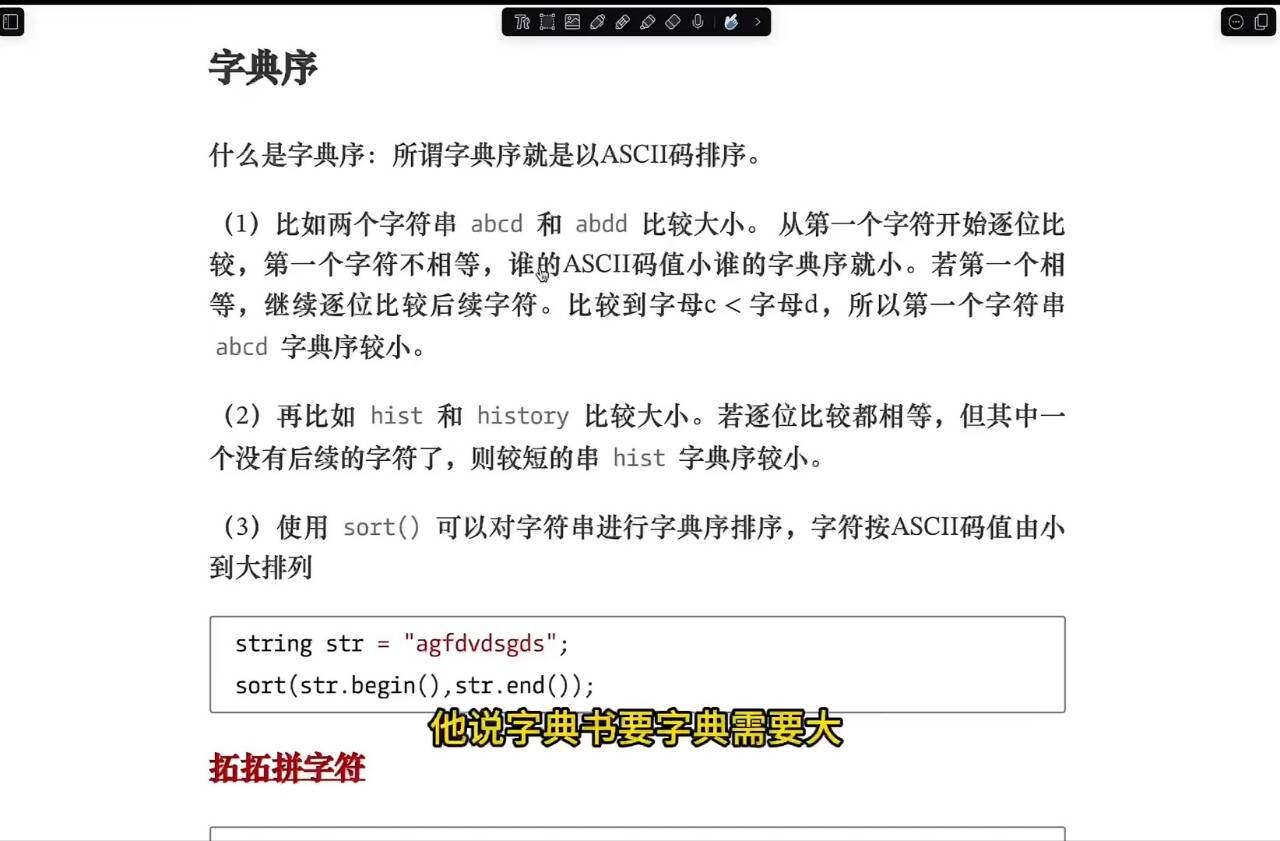 字典序
什么是字典序：所谓字典序就是以ASCII码排序。
（1）比如两个字符串 abcd 和 abdd 比较大小。 从第一个字符开始逐位比
较，第一个字符不相等，谁的ASCII码值小谁的字典序就小。若第一个相
等，继续逐位比较后续字符。比较到字母c < 字母d，所以第一个字符串
abcd 字典序较小。
（2）再比如 hist 和 history 比较大小。若逐位比较都相等，但其中一
个没有后续的字符了，则较短的串 hist 字典序较小。
（3）使用 sort() 可以对字符串进行字典序排序，字符按ASCII码值由小
到大排列
string str = "agfdvdsgds";
sort(str.begin(),str.end());
他说字典书要字典需要大
拓拓拼字符